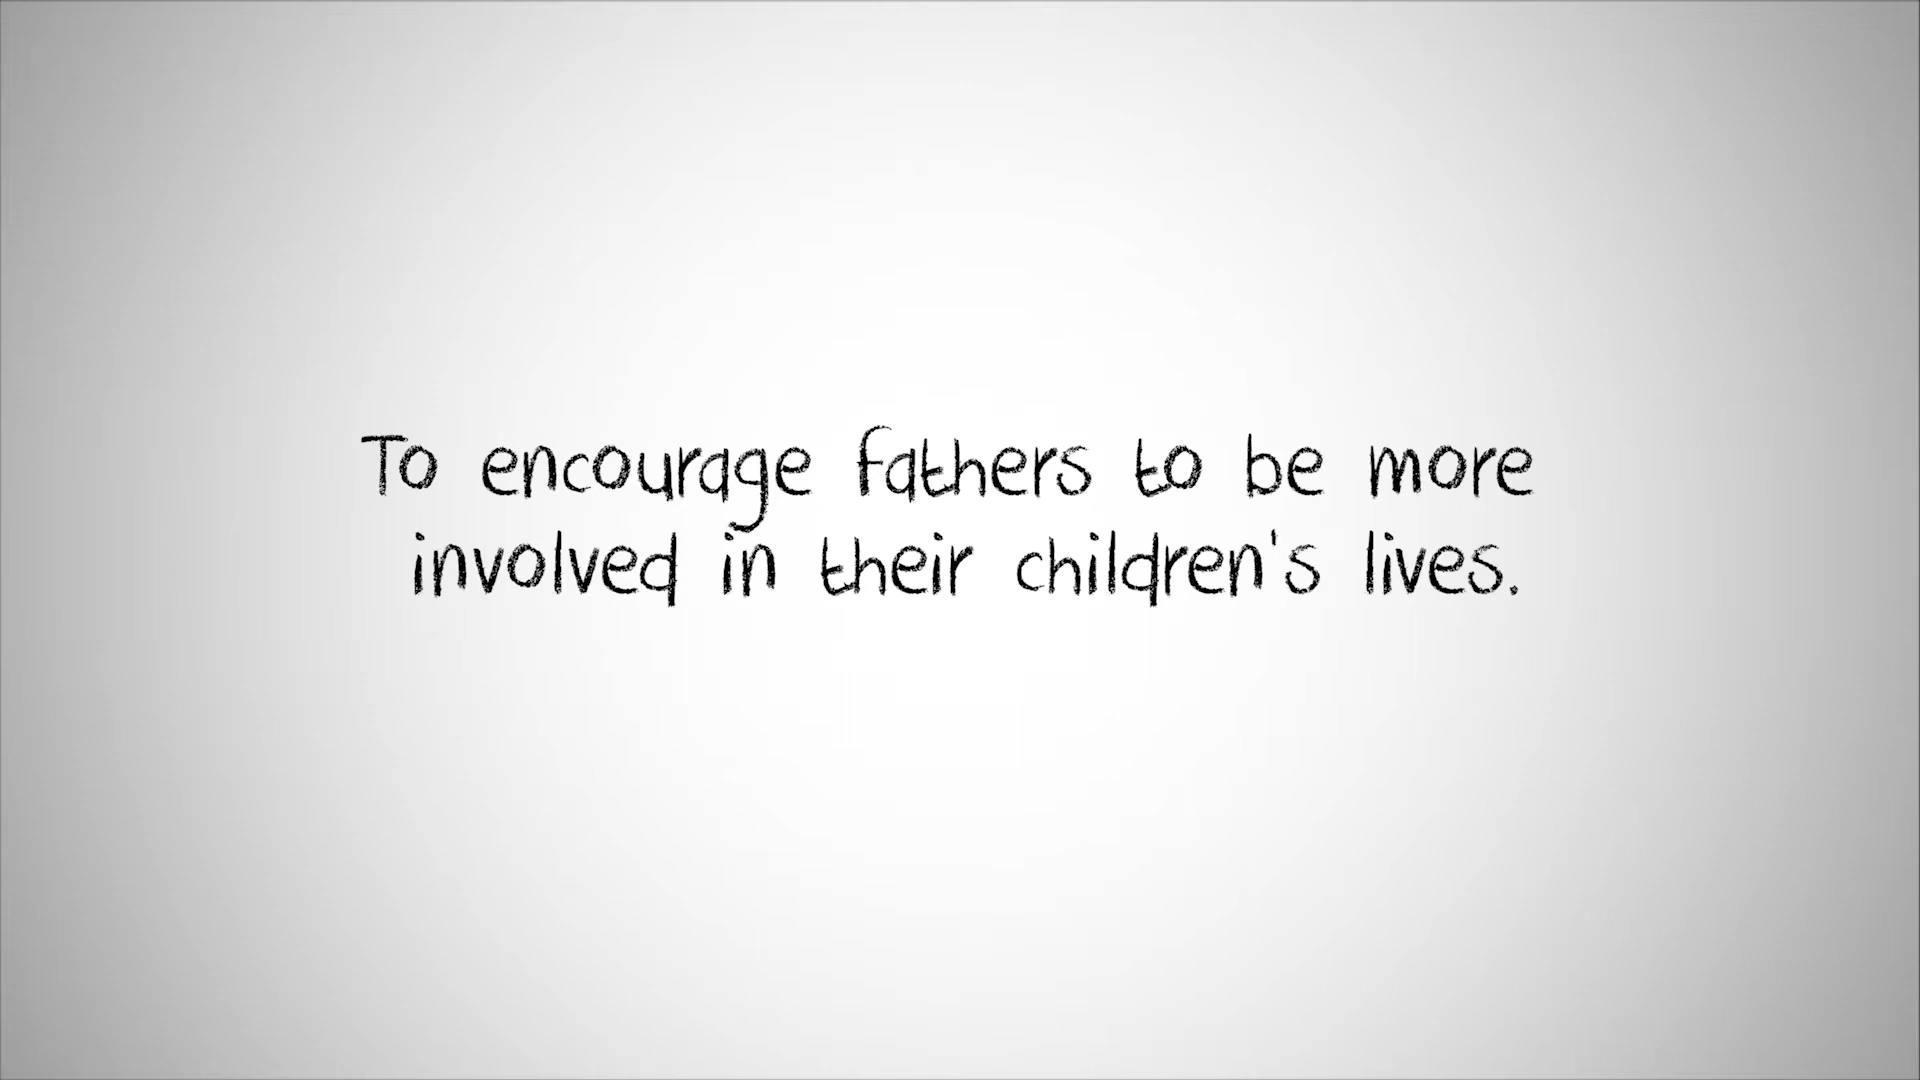 To encourage fathers to be more
involved in their children's lives.